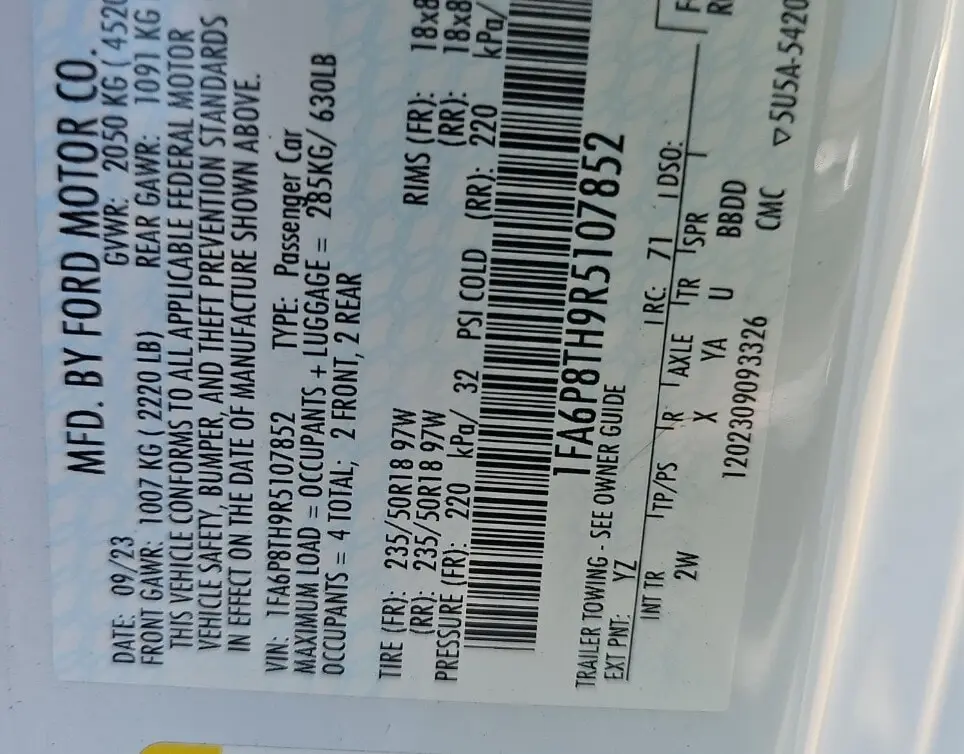 MFD. BY FORD MOTOR CO.
DATE: 09/23 GVWR: 2050 KG ( 4520
FRONT GAWR: 1007 KG ( 2220 LB) REAR GAWR: 1091 KG
THIS VEHICLE CONFORMS TO ALL APPLICABLE FEDERAL MOTOR
VEHICLE SAFETY, BUMPER, AND THEFT PREVENTION STANDARDS
IN EFFECT ON THE DATE OF MANUFACTURE SHOWN ABOVE.
VIN: 1FA6P8TH9R5107852 TYPE: Passenger Car
MAXIMUM LOAD = OCCUPANTS + LUGGAGE = 285KG/ 630LB
OCCUPANTS = 4 TOTAL; 2 FRONT, 2 REAR
TIRE (FR): 235/50R18 97W RIMS (FR): 18x8
(RR): 235/50R18 97W (RR): 18x8
PRESSURE (FR): 220 kPa/ 32 PSI COLD (RR): 220 kPa/
1FA6P8TH9R5107852
TRAILER TOWING - SEE OWNER GUIDE
EXT PNT: YZ RC: 71 DSO:
INT TR TP/PS R AXLE TR SPR
2W X YA U BBDD
1202309093326 CMC
▽5U5A-5420